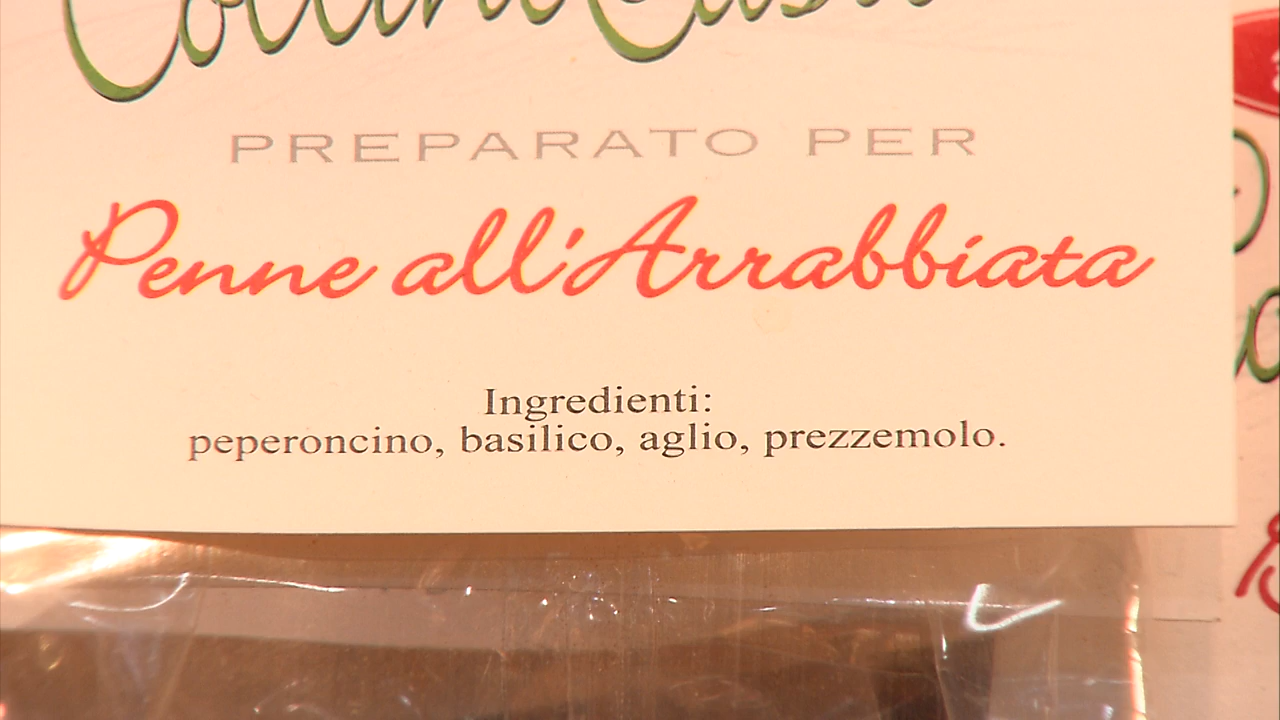 PREPARATO PER
Penne all'Arrabbiata
Ingredienti:
peperoncino, basilico, aglio, prezzemolo.